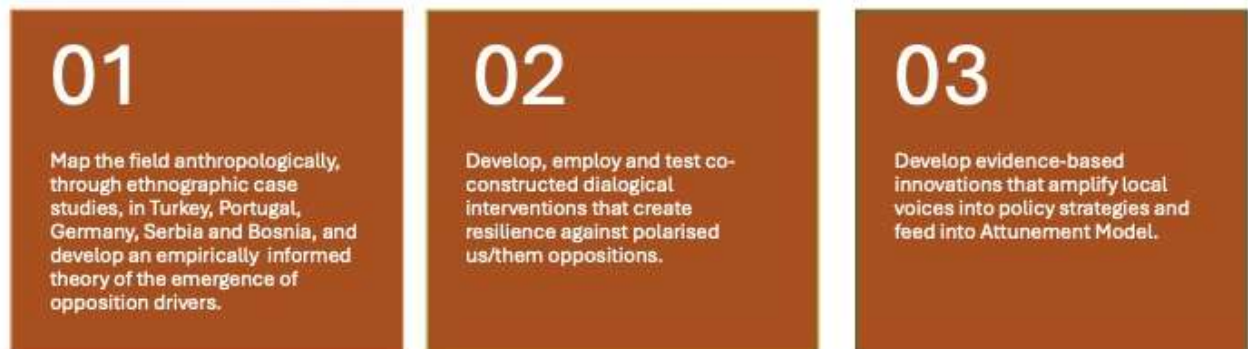 01
Map the field anthropologically,
through ethnographic case
studies, in Turkey, Portugal,
Germany, Serbia and Bosnia, and
develop an empirically informed
theory of the emergence of
opposition drivers.
02
Develop, employ and test co-
constructed dialogical
interventions that create
resilience against polarised
us/them oppositions.
03
Develop evidence-based
innovations that amplify local
voices into policy strategies and
feed into Attunement Model.